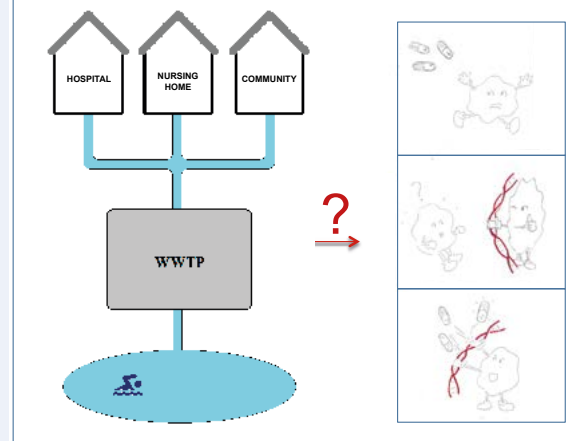 HOSPITAL
NURSING
HOME
COMMUNITY
WWTP
?
?